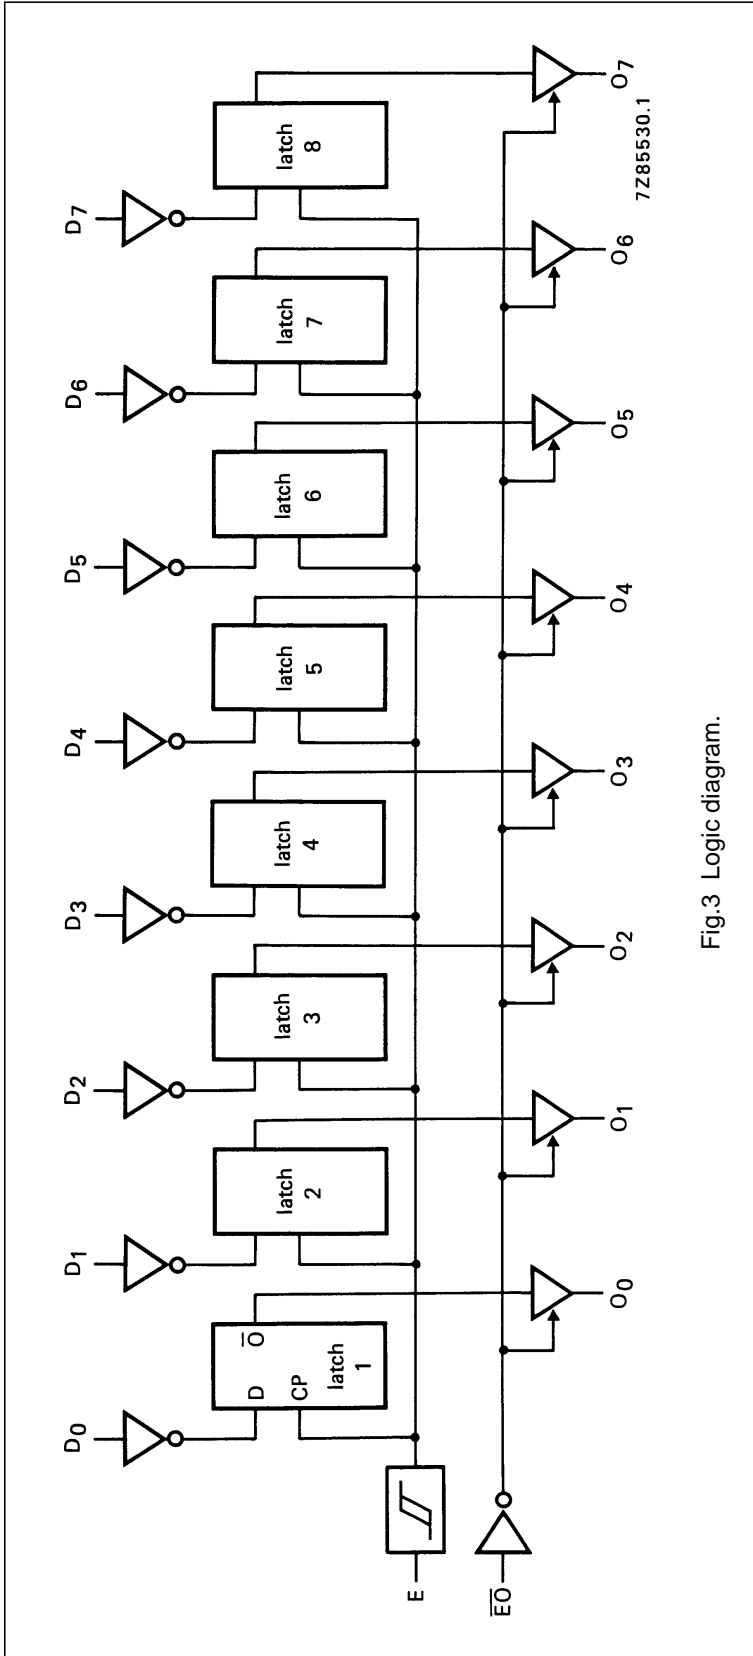 D0 D1 D2 D3 D4 D5 D6 D7
D O̅
CP
latch
1
latch
2
latch
3
latch
4
latch
5
latch
6
latch
7
latch
8
E
E̅O̅
O0 O1 O2 O3 O4 O5 O6 O7
7Z85530.1
Fig.3 Logic diagram.